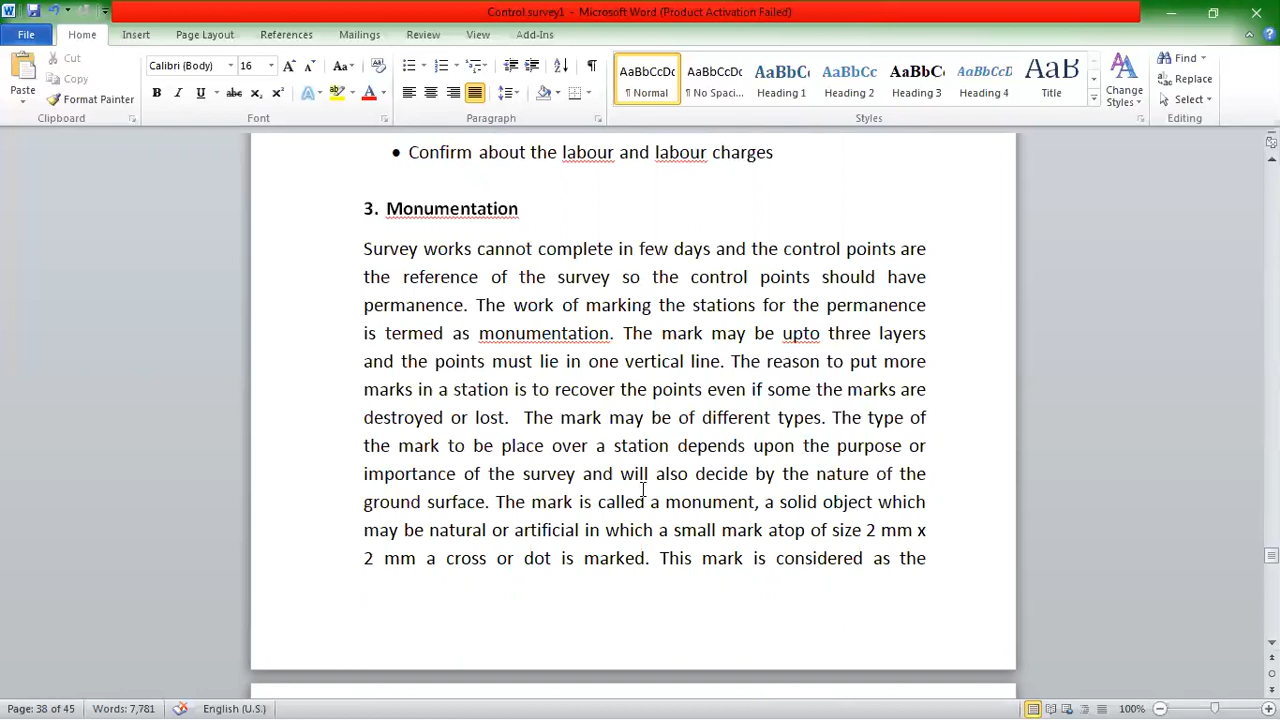 Control survey1 - Microsoft Word (Product Activation Failed)
File Home Insert Page Layout References Mailings Review View Add-Ins
Paste
Cut
Copy
Format Painter
Clipboard
Calibri (Body) 16
Font
Paragraph
AaBbCcDc AaBbCcDc AaBbCc AaBbCc AaBbCc AaBbCcDc AaB
¶ Normal ¶ No Spaci... Heading 1 Heading 2 Heading 3 Heading 4 Title
Change Styles
Styles
Find
Replace
Select
Editing
• Confirm about the labour and labour charges
3. Monumentation
Survey works cannot complete in few days and the control points are
the reference of the survey so the control points should have
permanence. The work of marking the stations for the permanence
is termed as monumentation. The mark may be upto three layers
and the points must lie in one vertical line. The reason to put more
marks in a station is to recover the points even if some the marks are
destroyed or lost. The mark may be of different types. The type of
the mark to be place over a station depends upon the purpose or
importance of the survey and will also decide by the nature of the
ground surface. The mark is called a monument, a solid object which
may be natural or artificial in which a small mark atop of size 2 mm x
2 mm a cross or dot is marked. This mark is considered as the
Page: 38 of 45 Words: 7,781 English (U.S.) 100%